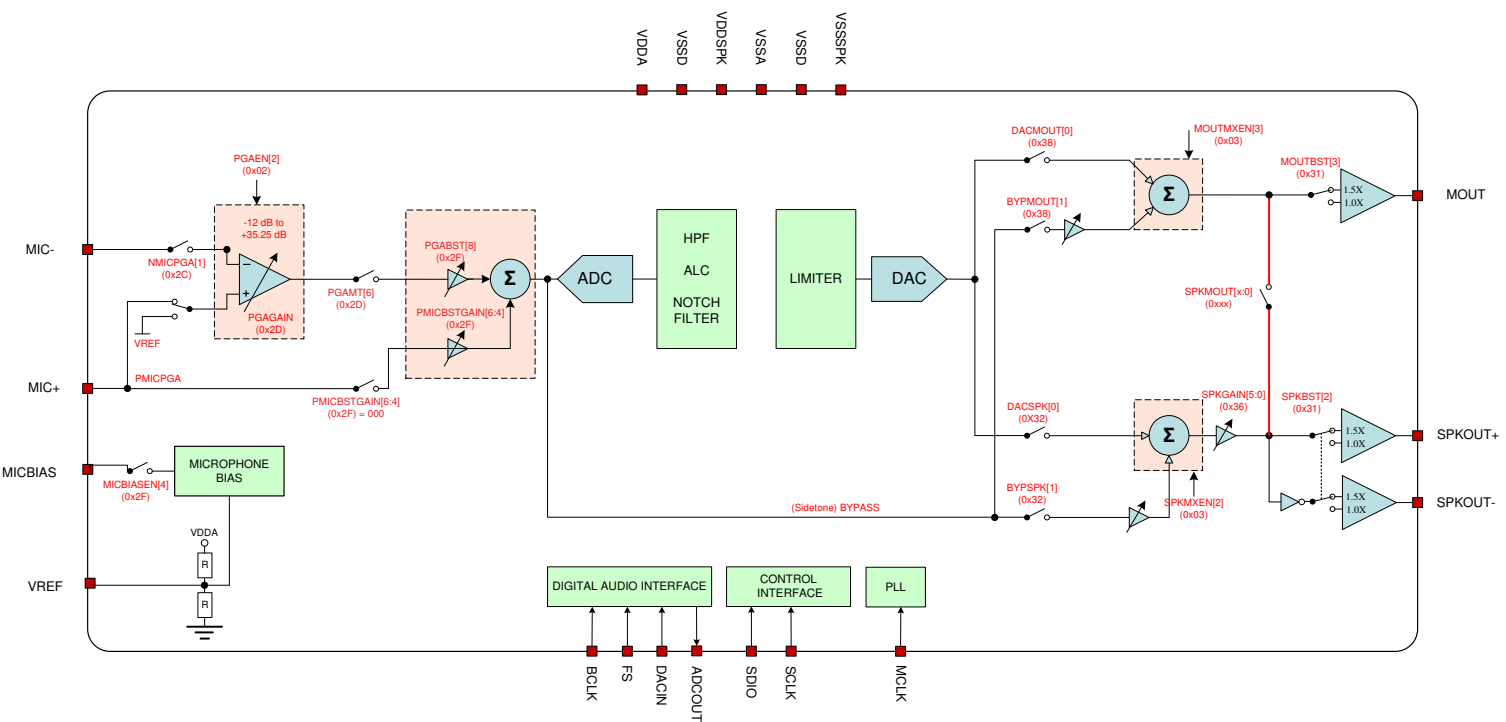 VDDA
VSSD
VDDSPK
VSSA
VSSD
VSSSPK
PGAEN[2]
(0x02)
-12 dB to
+35.25 dB
MIC-
NMICPGA[1]
(0x2C)
−
+
PGAGAIN
(0x2D)
VREF
PGAMT[6]
(0x2D)
PGABST[8]
(0x2F)
Σ
PMICBSTGAIN[6:4]
(0x2F)
MIC+
PMICPGA
PMICBSTGAIN[6:4]
(0x2F) = 000
ADC
HPF
ALC
NOTCH
FILTER
LIMITER
DAC
DACMOUT[0]
(0x38)
BYPMOUT[1]
(0x38)
MOUTMXEN[3]
(0x03)
Σ
MOUTBST[3]
(0x31)
1.5X
1.0X
MOUT
SPKMOUT[x:0]
(0xxx)
DACSPK[0]
(0X32)
Σ
SPKGAIN[5:0]
(0x36)
SPKBST[2]
(0x31)
1.5X
1.0X
SPKOUT+
BYPSPK[1]
(0x32)
SPKMXEN[2]
(0x03)
1.5X
1.0X
SPKOUT-
(Sidetone) BYPASS
MICBIAS
MICBIASEN[4]
(0x2F)
MICROPHONE
BIAS
VDDA
R
VREF
R
DIGITAL AUDIO INTERFACE
CONTROL
INTERFACE
PLL
BCLK
FS
DACIN
ADCOUT
SDIO
SCLK
MCLK